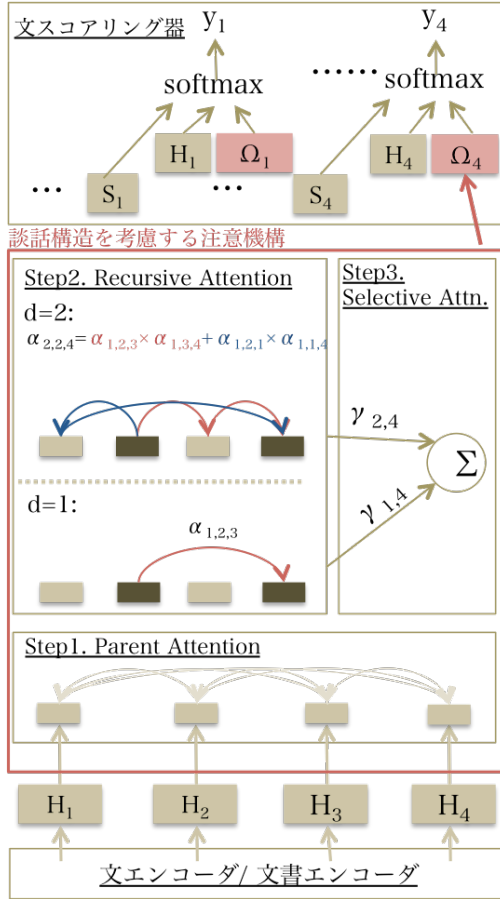 文スコアリング器
y1 y4
softmax ⋯⋯ softmax
H1 Ω1 H4 Ω4
⋯ S1 ⋯ S4
談話構造を考慮する注意機構
Step2. Recursive Attention
d=2:
α2,2,4=α1,2,3×α1,3,4+α1,2,1×α1,1,4
d=1:
α1,2,3
Step3.
Selective Attn.
γ2,4
Σ
γ1,4
Step1. Parent Attention
H1 H2 H3 H4
文エンコーダ/ 文書エンコーダ